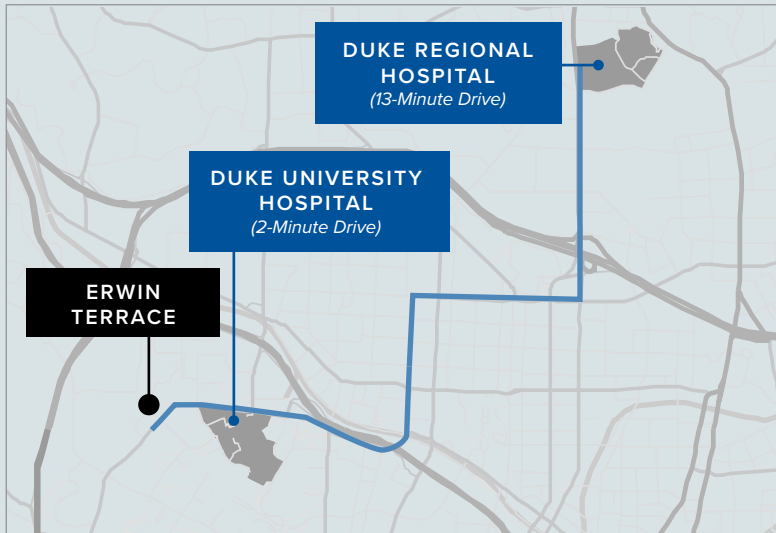 DUKE REGIONAL
HOSPITAL
(13-Minute Drive)
DUKE UNIVERSITY
HOSPITAL
(2-Minute Drive)
ERWIN
TERRACE